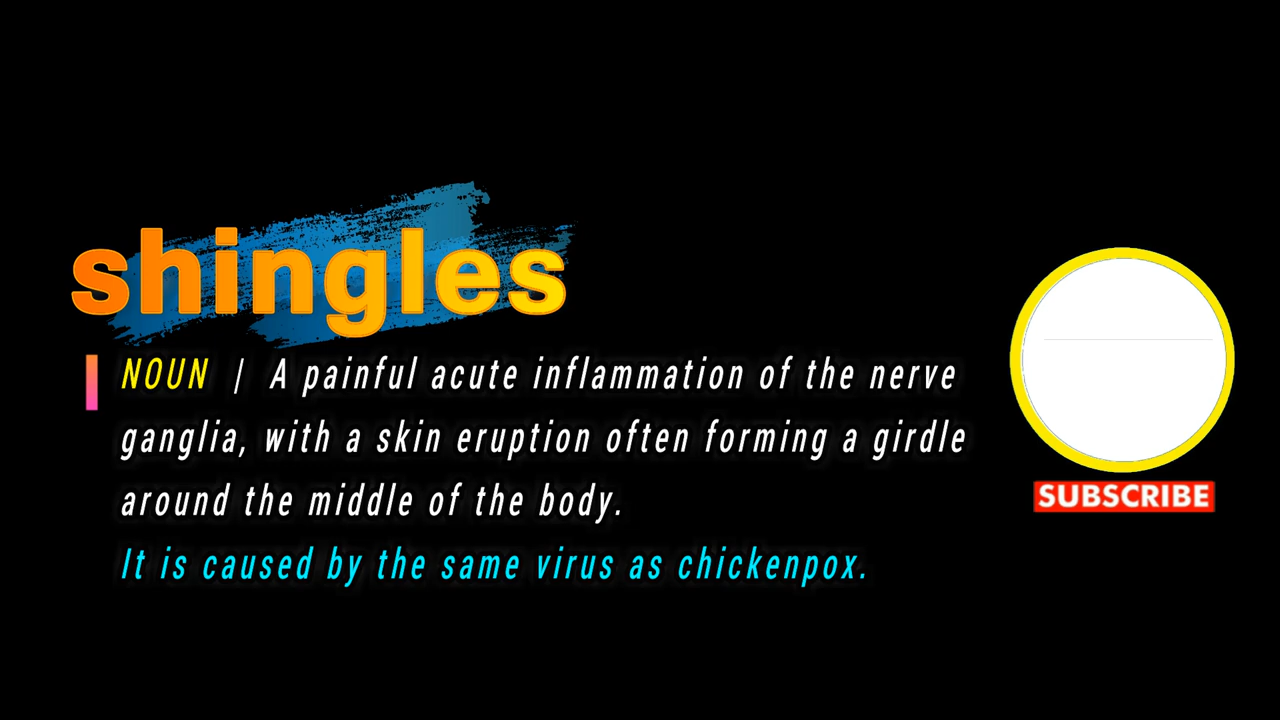 shingles
NOUN | A painful acute inflammation of the nerve
ganglia, with a skin eruption often forming a girdle
around the middle of the body.
It is caused by the same virus as chickenpox.
SUBSCRIBE